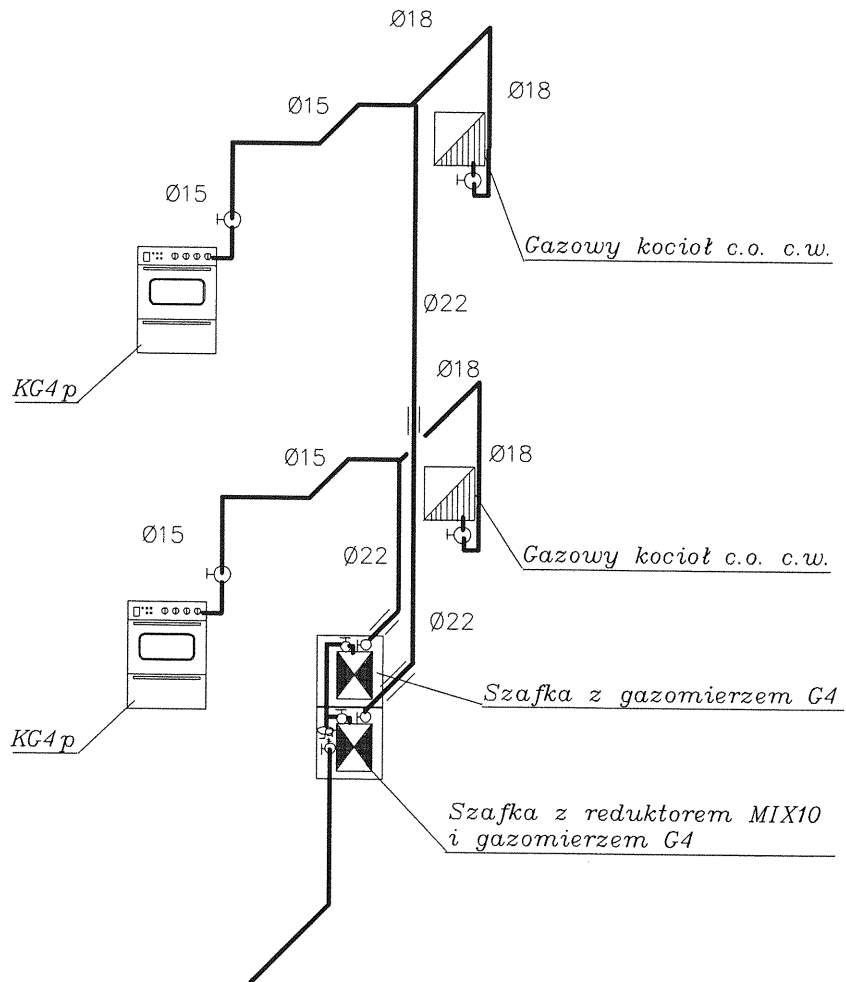 Ø18
Ø18
Ø15
Ø15
Gazowy kocioł c.o. c.w.
Ø22
KG4p
Ø18
Ø15
Ø18
Ø15
Ø22
Gazowy kocioł c.o. c.w.
Ø22
Szafka z gazomierzem G4
KG4p
Szafka z reduktorem MIX10
i gazomierzem G4